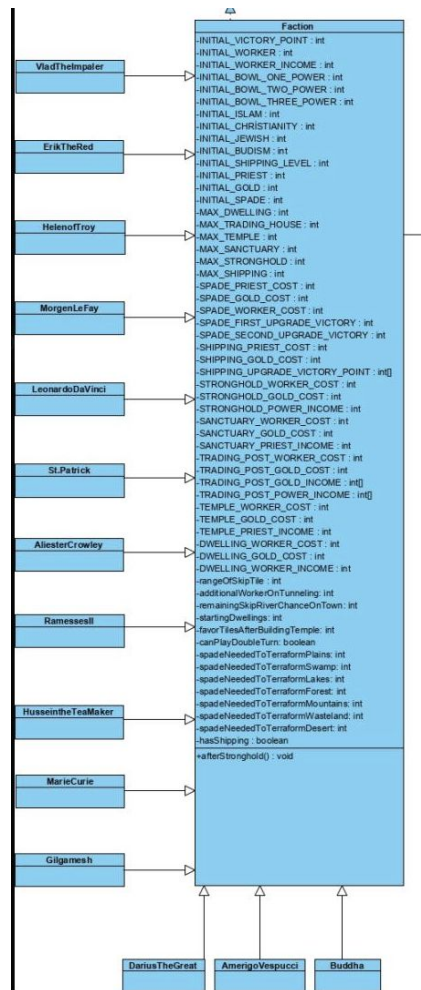 Faction
-INITIAL_VICTORY_POINT : int
-INITIAL_WORKER : int
-INITIAL_WORKER_INCOME : int
-INITIAL_BOWL_ONE_POWER : int
-INITIAL_BOWL_TWO_POWER : int
-INITIAL_BOWL_THREE_POWER : int
-INITIAL_ISLAM : int
-INITIAL_CHRİSTIANITY : int
-INITIAL_JEWISH : int
-INITIAL_BUDISM : int
-INITIAL_SHIPPING_LEVEL : int
-INITIAL_PRIEST : int
-INITIAL_GOLD : int
-INITIAL_SPADE : int
-MAX_DWELLING : int
-MAX_TRADING_HOUSE : int
-MAX_TEMPLE : int
-MAX_SANCTUARY : int
-MAX_STRONGHOLD : int
-MAX_SHIPPING : int
-SPADE_PRIEST_COST : int
-SPADE_GOLD_COST : int
-SPADE_WORKER_COST : int
-SPADE_FIRST_UPGRADE_VICTORY : int
-SPADE_SECOND_UPGRADE_VICTORY : int
-SHIPPING_PRIEST_COST : int
-SHIPPING_GOLD_COST : int
-SHIPPING_UPGRADE_VICTORY_POINT : int[]
-STRONGHOLD_WORKER_COST : int
-STRONGHOLD_GOLD_COST : int
-STRONGHOLD_POWER_INCOME : int
-SANCTUARY_WORKER_COST : int
-SANCTUARY_GOLD_COST : int
-SANCTUARY_PRIEST_INCOME : int
-TRADING_POST_WORKER_COST : int
-TRADING_POST_GOLD_COST : int
-TRADING_POST_GOLD_INCOME : int[]
-TRADING_POST_POWER_INCOME : int[]
-TEMPLE_WORKER_COST : int
-TEMPLE_GOLD_COST : int
-TEMPLE_PRIEST_INCOME : int
-DWELLING_WORKER_COST : int
-DWELLING_GOLD_COST : int
-DWELLING_WORKER_INCOME : int
-rangeOfSkipTile : int
-additionalWorkerOnTunneling : int
-remainingSkipRiverChanceOnTown : int
-startingDwellings: int
-favorTilesAfterBuildingTemple : int
-canPlayDoubleTurn: boolean
-spadeNeededToTerraformPlains: int
-spadeNeededToTerraformSwamp: int
-spadeNeededToTerraformLakes : int
-spadeNeededToTerraformForest : int
-spadeNeededToTerraformMountains : int
-spadeNeededToTerraformWasteland : int
-spadeNeededToTerraformDesert: int
-hasShipping : boolean
+afterStronghold() : void
VladTheImpaler
ErikTheRed
HelenofTroy
MorgenLeFay
LeonardoDaVinci
St.Patrick
AliesterCrowley
RamessesII
HusseintheTeaMaker
MarieCurie
Gilgamesh
DariusTheGreat
AmerigoVespucci
Buddha